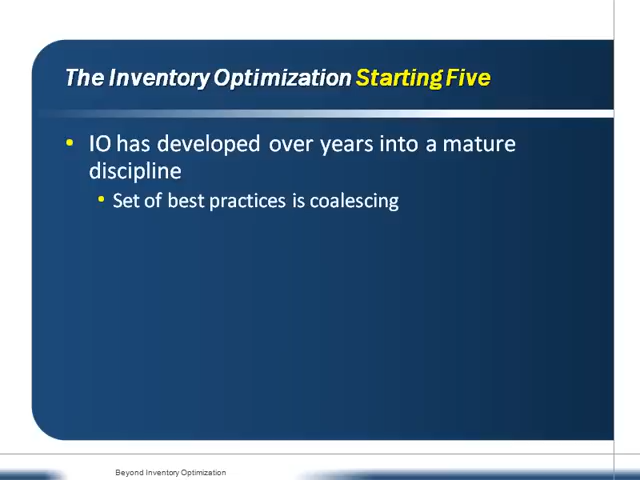 The Inventory Optimization Starting Five
• IO has developed over years into a mature
discipline
• Set of best practices is coalescing
Beyond Inventory Optimization